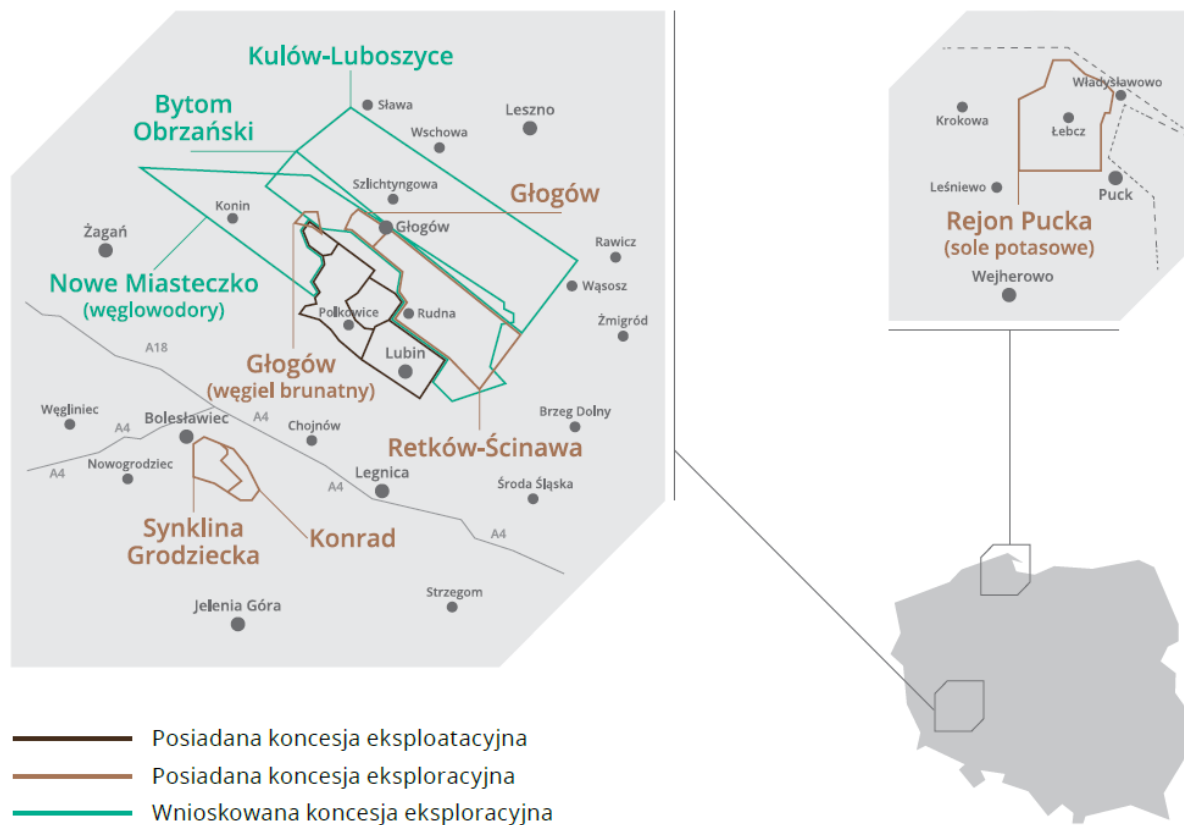 Kulów-Luboszyce
Bytom
Obrzański
Sława
Leszno
Wschowa
Szlichtyngowa
Głogów
Konin
Głogów
Żagań
Rawicz
Nowe Miasteczko
(węglowodory)
Wąsosz
Polkowice
Rudna
Żmigród
A18
Lubin
Głogów
(węgiel brunatny)
Węgliniec
Bolesławiec
A4
Chojnów
Brzeg Dolny
A4
Retków-Ścinawa
Nowogrodziec
A4
Legnica
A4
Środa Śląska
Synklina
Grodziecka
Konrad
A4
Jelenia Góra
Strzegom
Władysławowo
Krokowa
Łebcz
Leśniewo
Puck
Rejon Pucka
(sole potasowe)
Wejherowo
Posiadana koncesja eksploatacyjna
Posiadana koncesja eksploracyjna
Wnioskowana koncesja eksploracyjna